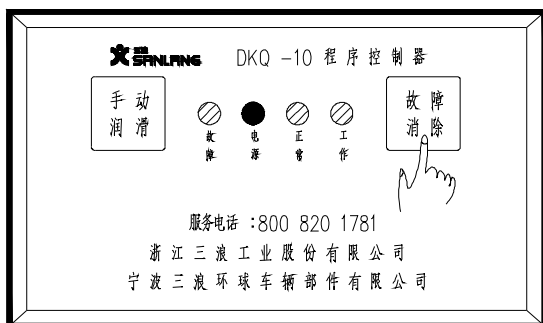 三浪 SANLANG DKQ -10 程序控制器
手动润滑
故障
电源
正常
工作
故障消除
服务电话 :800 820 1781
浙江三浪工业股份有限公司
宁波三浪环球车辆部件有限公司